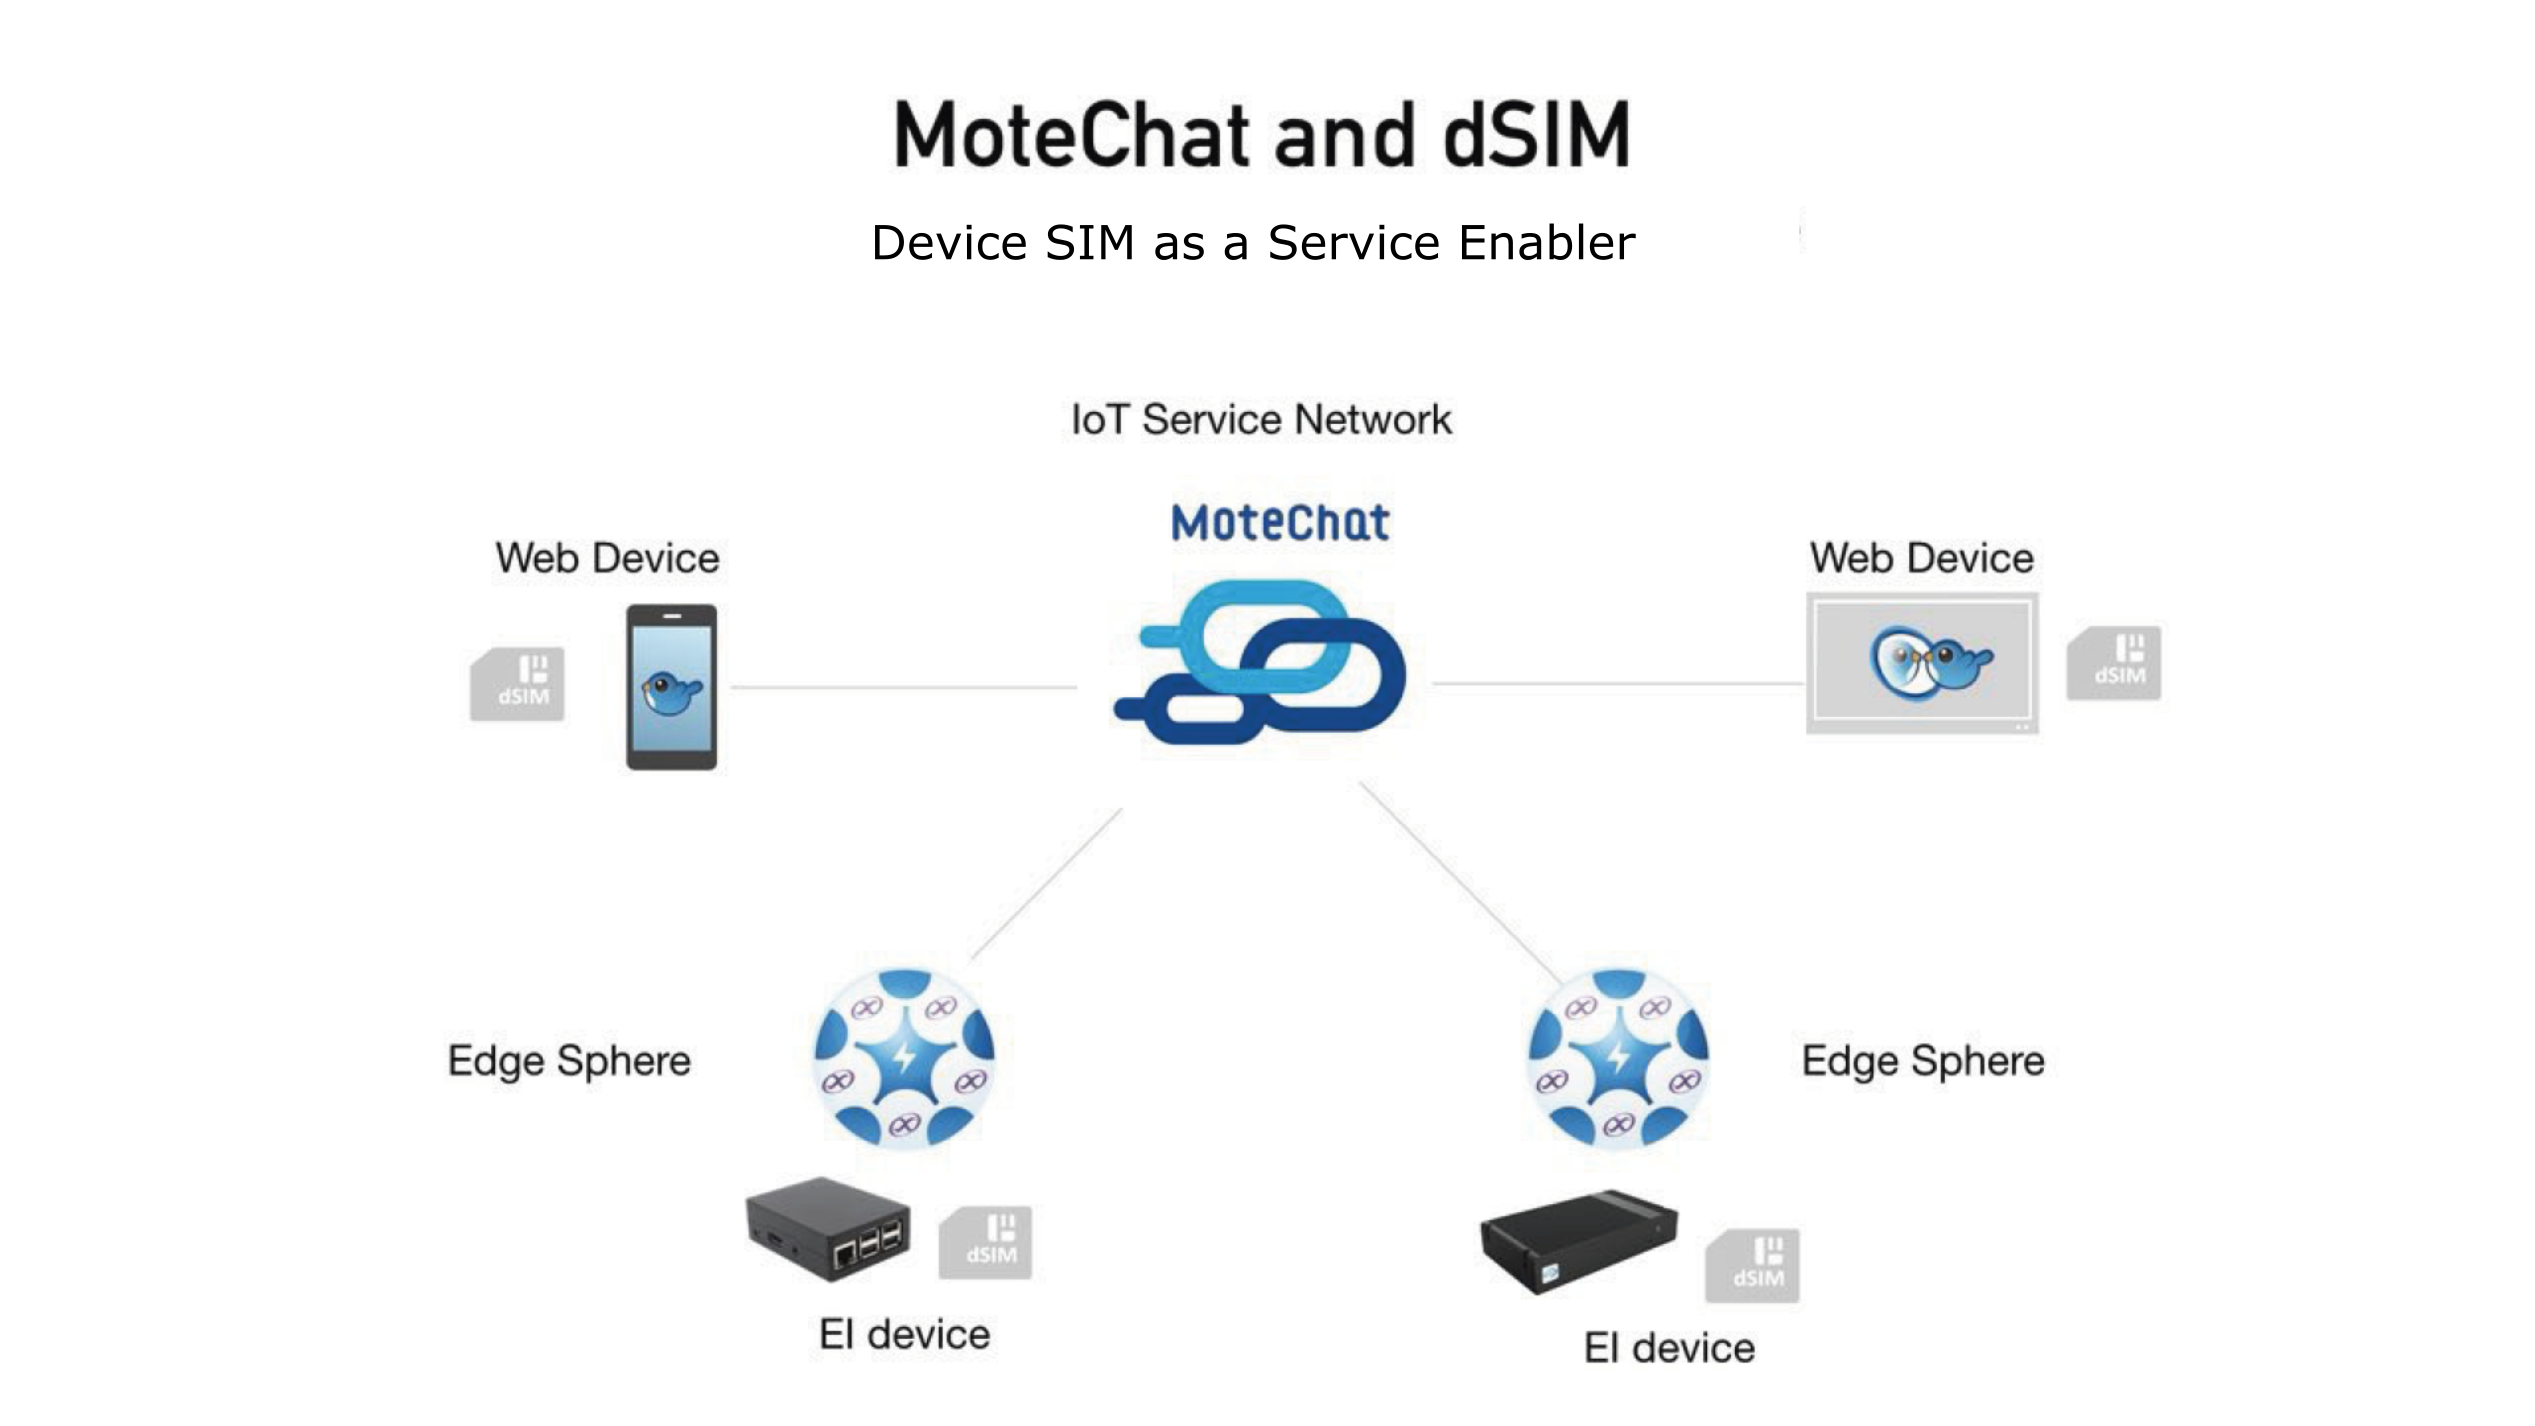 MoteChat and dSIM
Device SIM as a Service Enabler
IoT Service Network
MoteChat
Web Device
Web Device
dSIM
dSIM
Edge Sphere
Edge Sphere
dSIM
dSIM
EI device
EI device